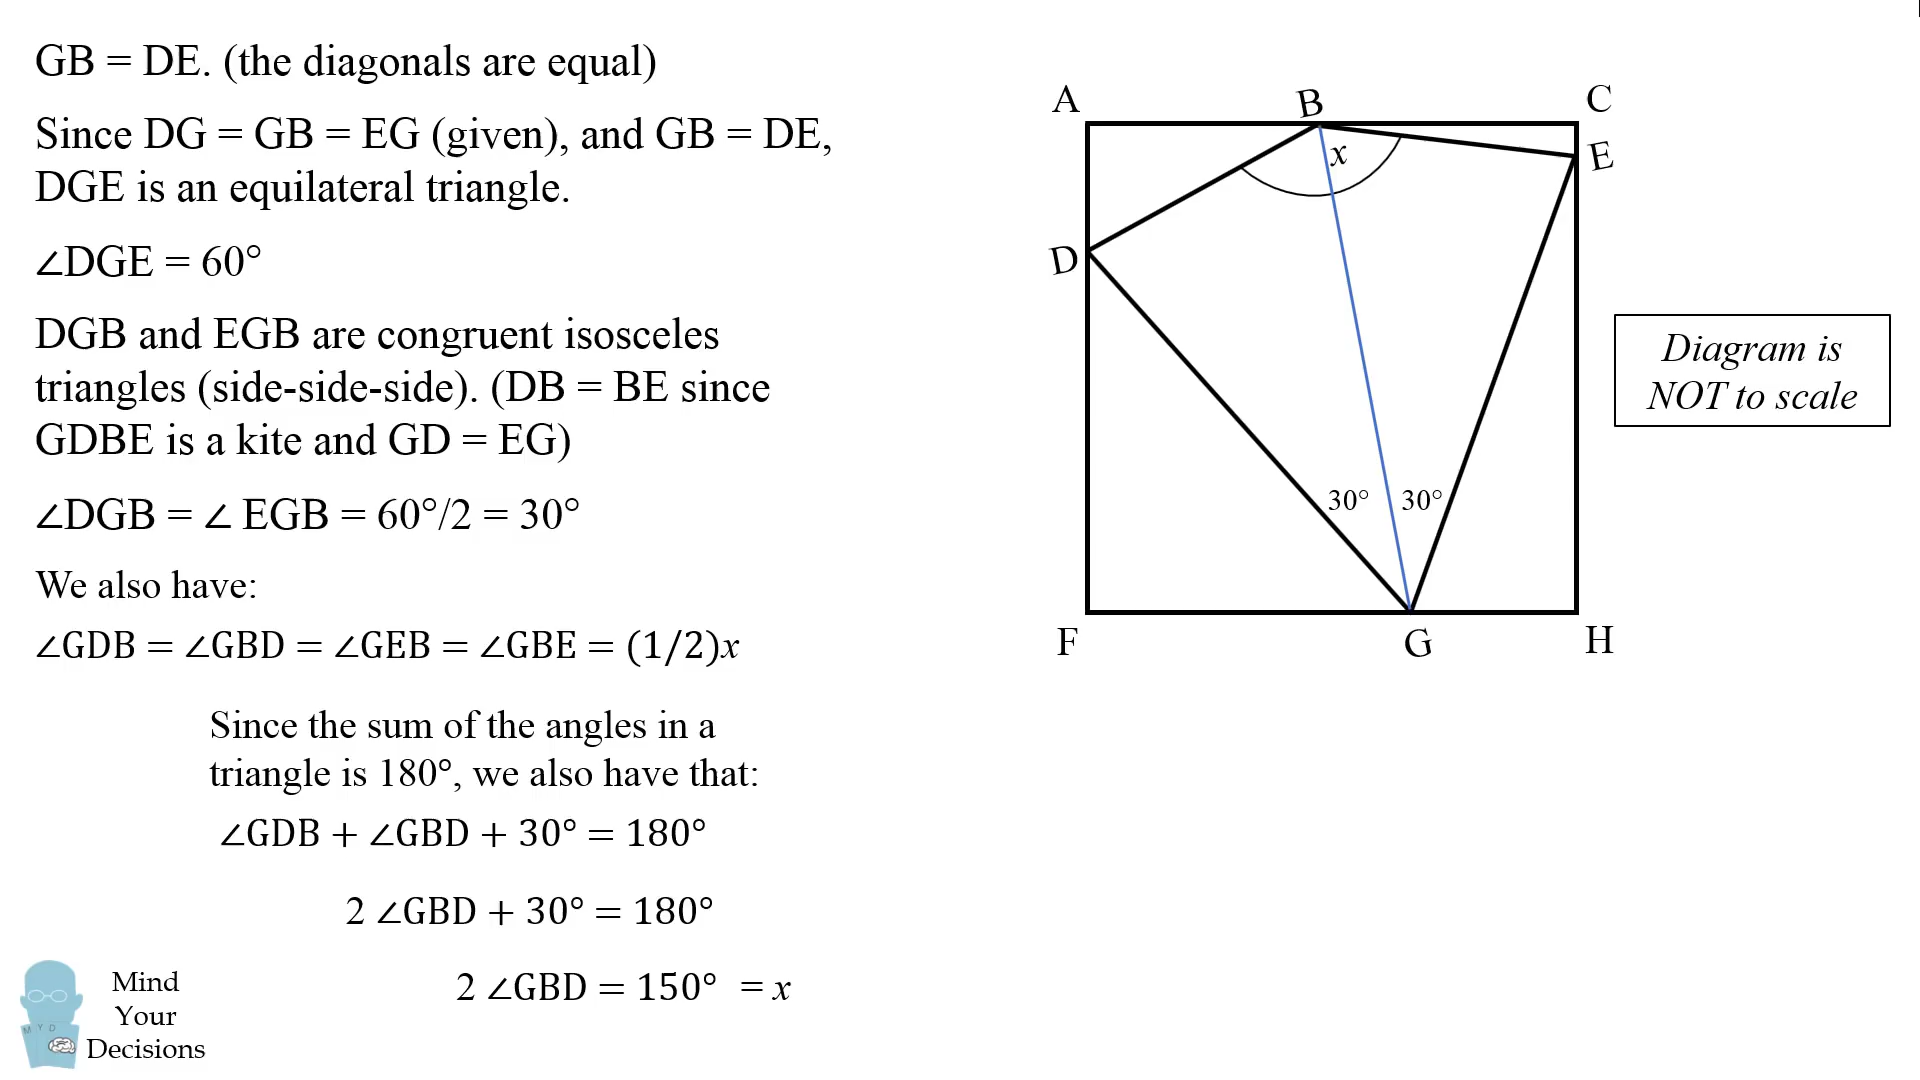 GB = DE. (the diagonals are equal)
Since DG = GB = EG (given), and GB = DE,
DGE is an equilateral triangle.
∠DGE = 60°
DGB and EGB are congruent isosceles
triangles (side-side-side). (DB = BE since
GDBE is a kite and GD = EG)
∠DGB = ∠ EGB = 60°/2 = 30°
We also have:
∠GDB = ∠GBD = ∠GEB = ∠GBE = (1/2)x
Since the sum of the angles in a
triangle is 180°, we also have that:
∠GDB + ∠GBD + 30° = 180°
2 ∠GBD + 30° = 180°
2 ∠GBD = 150° = x
M Y D
Mind
Your
Decisions
A
B
C
x
E
D
30° 30°
F
G
H
Diagram is
NOT to scale